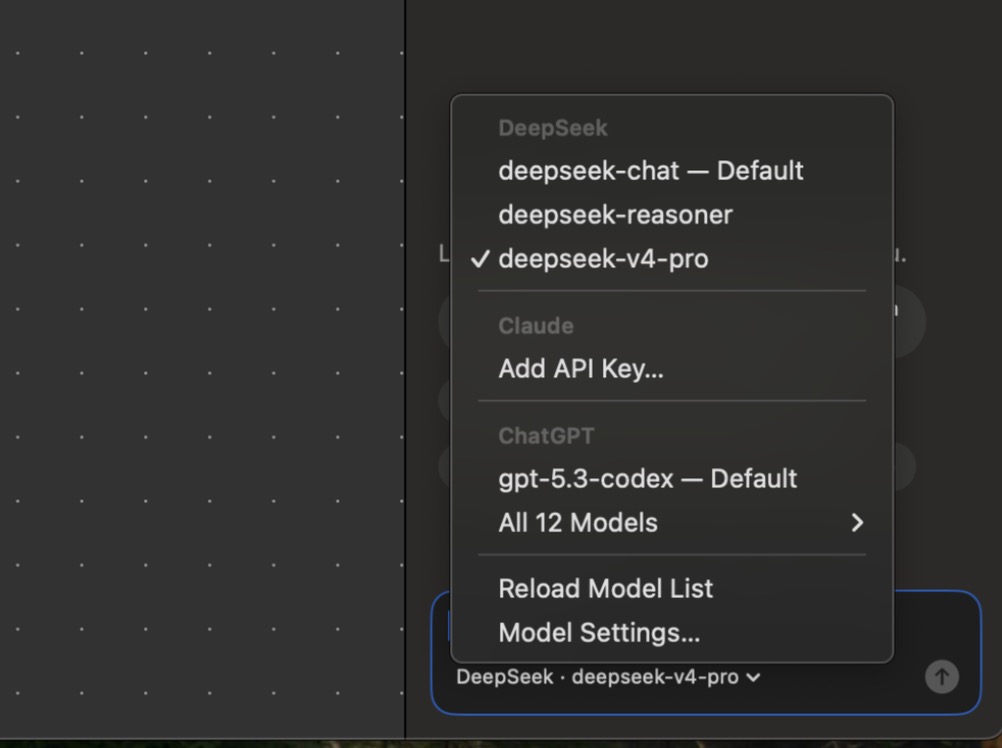 DeepSeek
deepseek-chat — Default
deepseek-reasoner
✓ deepseek-v4-pro
Claude
Add API Key...
ChatGPT
gpt-5.3-codex — Default
All 12 Models
Reload Model List
Model Settings...
DeepSeek · deepseek-v4-pro